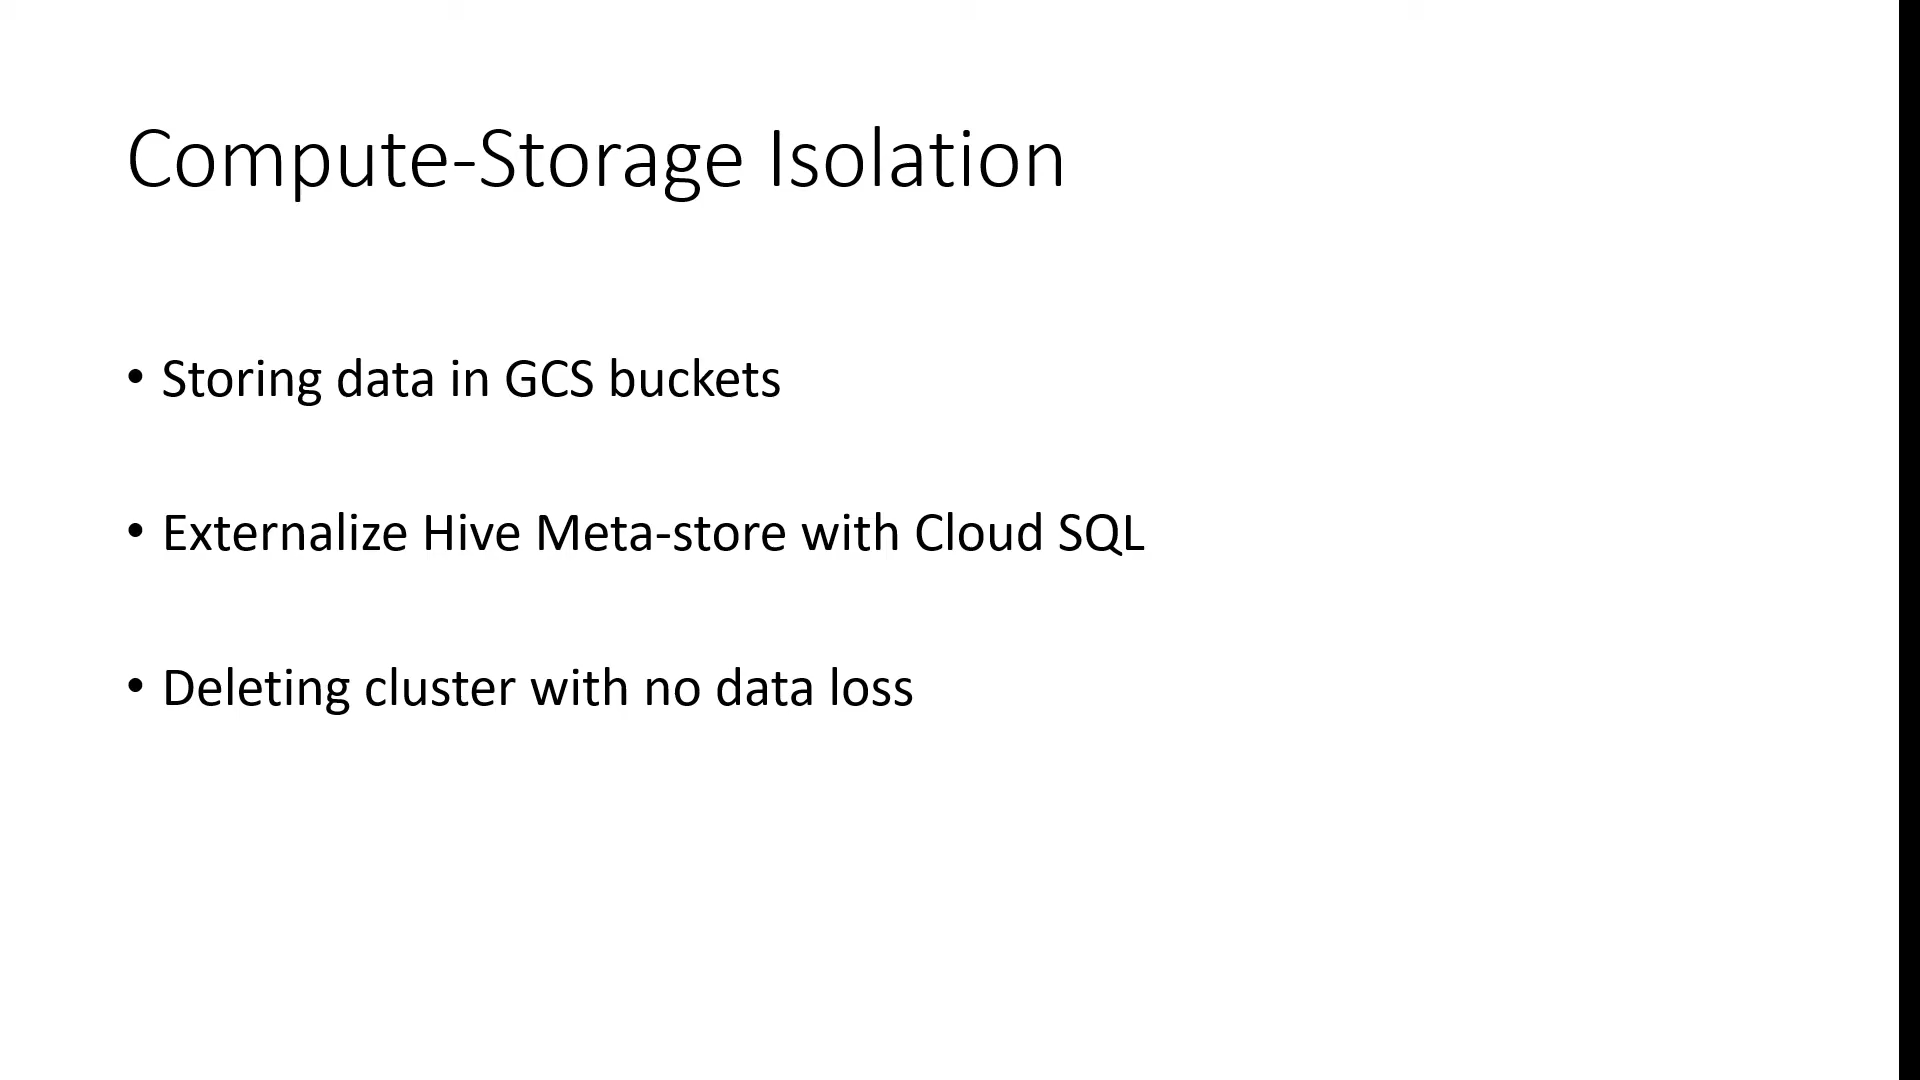 Compute-Storage Isolation
• Storing data in GCS buckets
• Externalize Hive Meta-store with Cloud SQL
• Deleting cluster with no data loss